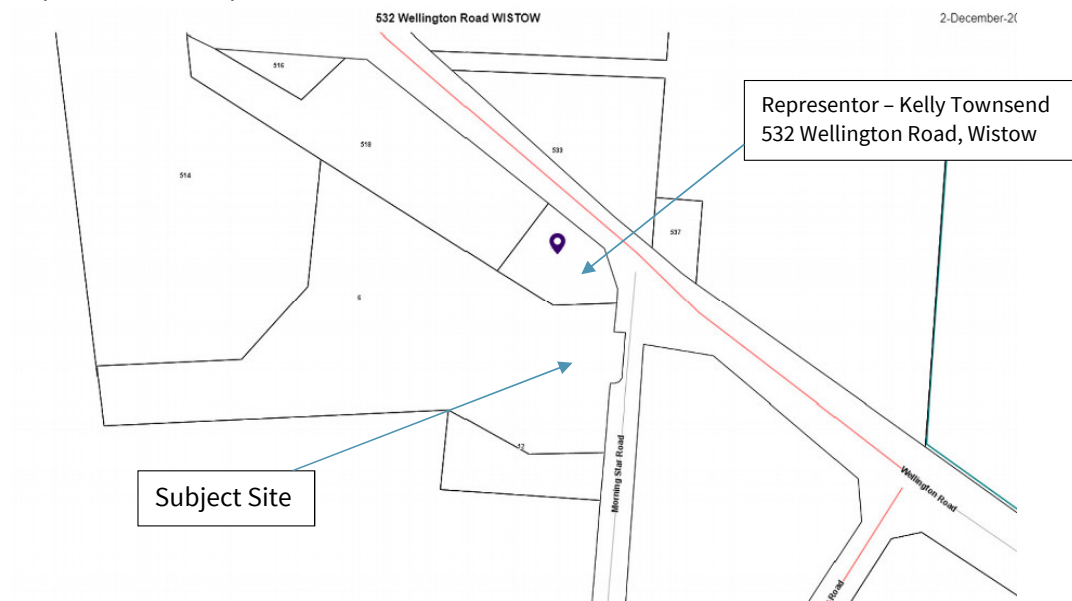 532 Wellington Road WISTOW
2-December-20
516
Representor – Kelly Townsend
532 Wellington Road, Wistow
518
533
514
537
6
12
Subject Site
Morning Star Road
Wellington Road
Road